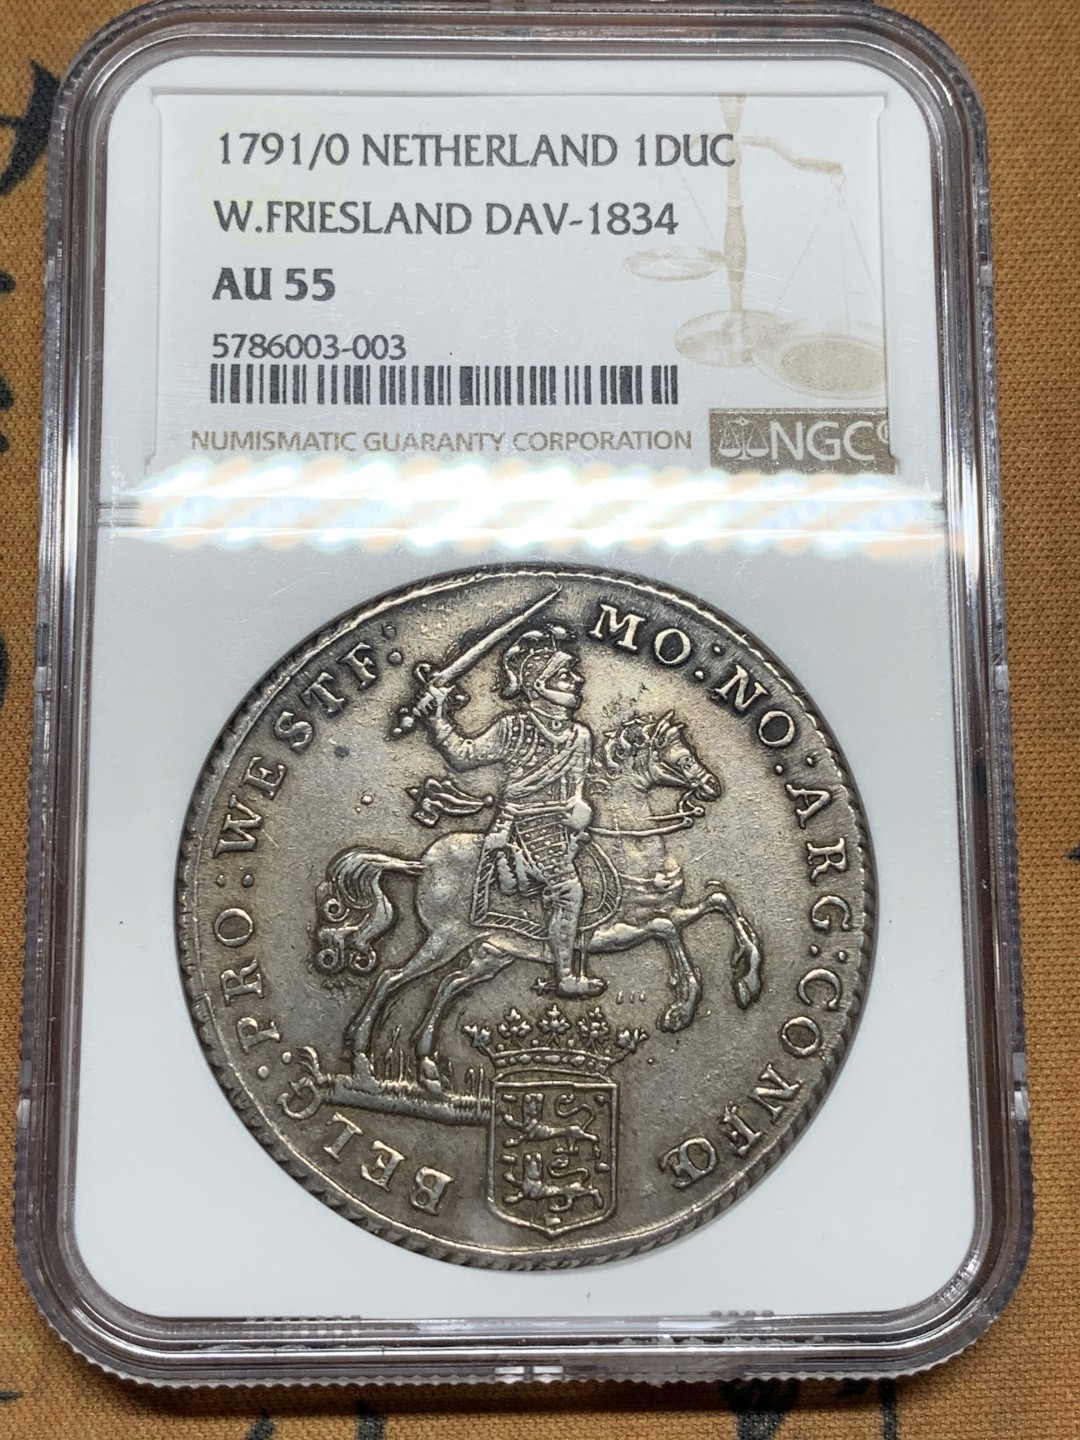 1791/0 NETHERLAND 1DUC
W.FRIESLAND DAV-1834
AU 55
5786003-003
NUMISMATIC GUARANTY CORPORATION
NGC
MO:NO:ARG:CONFŒ
BELG.PRO:WESTF: